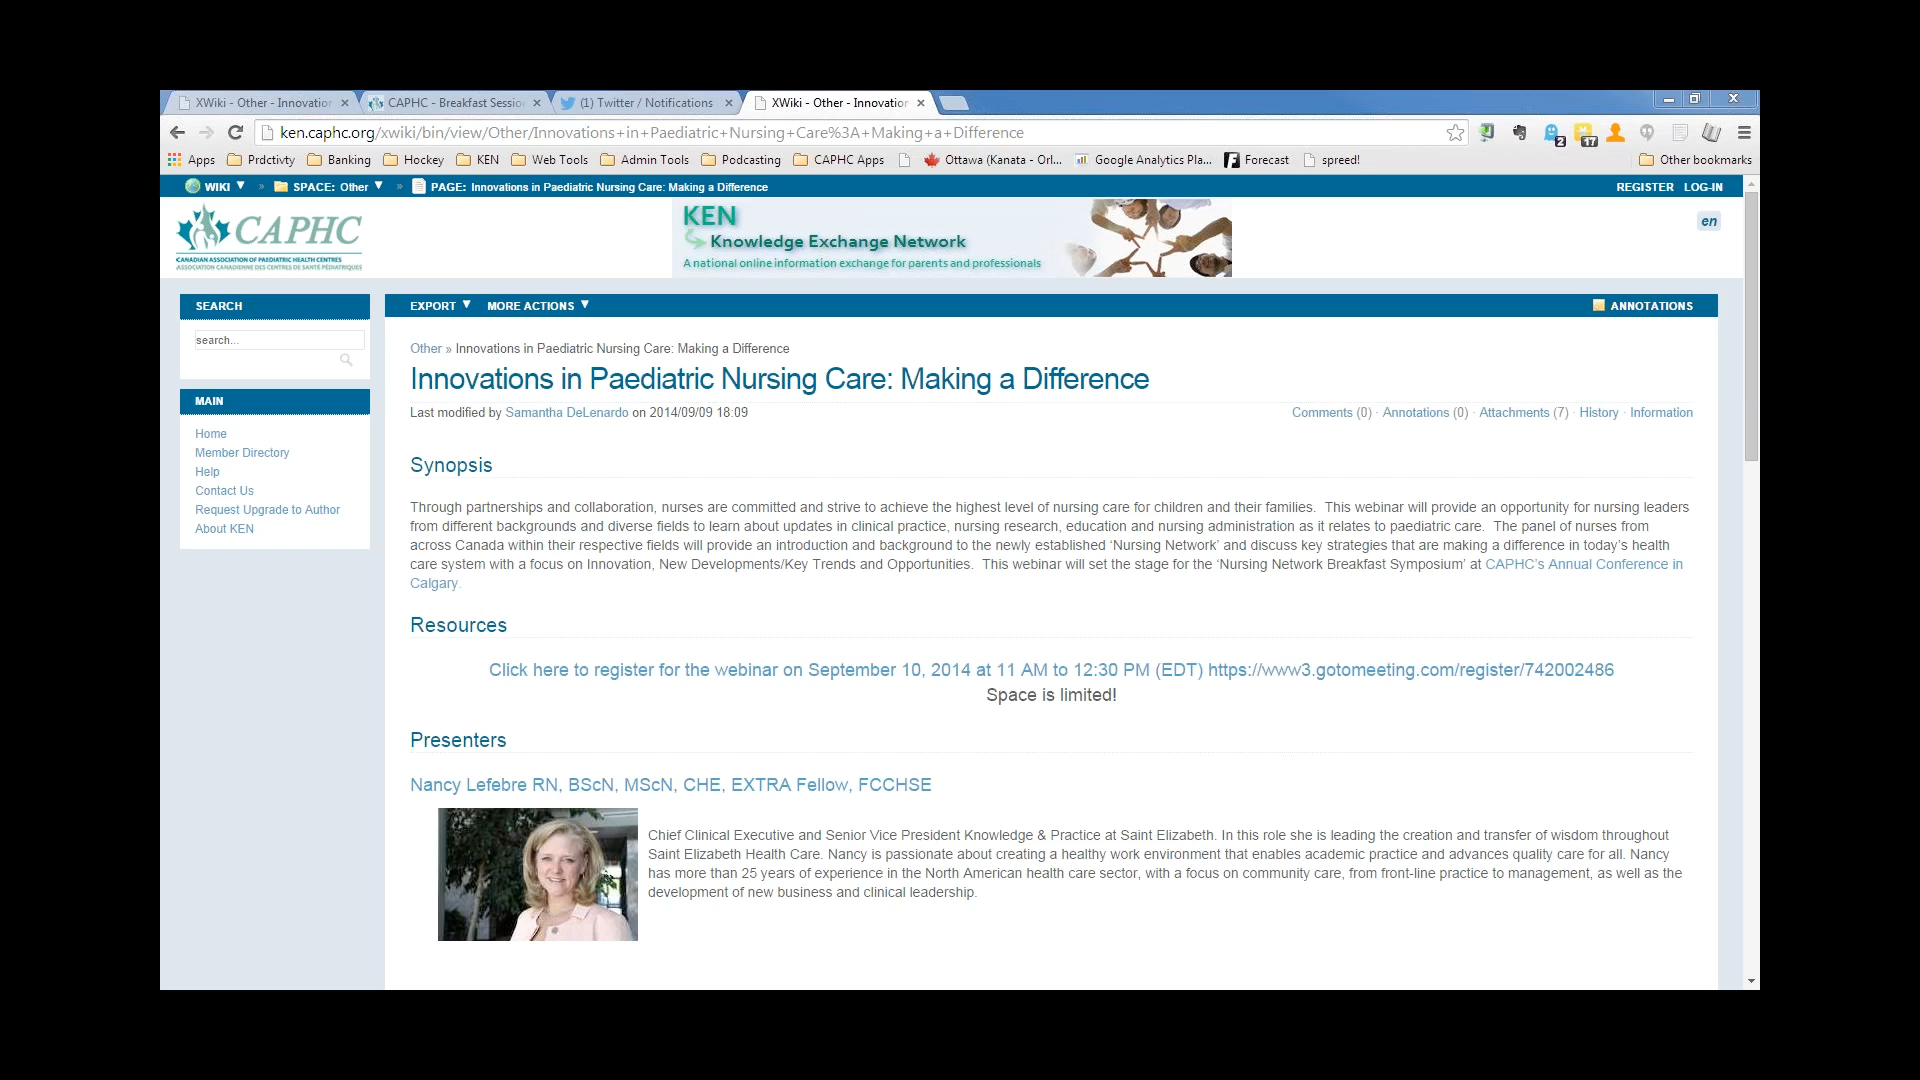 XWiki - Other - Innovation
CAPHC - Breakfast Sessio
(1) Twitter / Notifications
XWiki - Other - Innovation
ken.caphc.org/xwiki/bin/view/Other/Innovations+in+Paediatric+Nursing+Care%3A+Making+a+Difference
2
17
Apps Prdctivty Banking Hockey KEN Web Tools Admin Tools Podcasting CAPHC Apps Ottawa (Kanata - Orl... Google Analytics Pla... Forecast spreed! Other bookmarks
WIKI » SPACE: Other » PAGE: Innovations in Paediatric Nursing Care: Making a Difference REGISTER LOG-IN
CAPHC
CANADIAN ASSOCIATION OF PAEDIATRIC HEALTH CENTRES
ASSOCIATION CANADIENNE DES CENTRES DE SANTÉ PÉDIATRIQUES
KEN
Knowledge Exchange Network
A national online information exchange for parents and professionals
en
SEARCH
search...
MAIN
Home
Member Directory
Help
Contact Us
Request Upgrade to Author
About KEN
EXPORT MORE ACTIONS ANNOTATIONS
Other » Innovations in Paediatric Nursing Care: Making a Difference
Innovations in Paediatric Nursing Care: Making a Difference
Last modified by Samantha DeLenardo on 2014/09/09 18:09
Comments (0) · Annotations (0) · Attachments (7) · History · Information
Synopsis
Through partnerships and collaboration, nurses are committed and strive to achieve the highest level of nursing care for children and their families. This webinar will provide an opportunity for nursing leaders
from different backgrounds and diverse fields to learn about updates in clinical practice, nursing research, education and nursing administration as it relates to paediatric care. The panel of nurses from
across Canada within their respective fields will provide an introduction and background to the newly established ‘Nursing Network’ and discuss key strategies that are making a difference in today’s health
care system with a focus on Innovation, New Developments/Key Trends and Opportunities. This webinar will set the stage for the ‘Nursing Network Breakfast Symposium’ at CAPHC’s Annual Conference in
Calgary.
Resources
Click here to register for the webinar on September 10, 2014 at 11 AM to 12:30 PM (EDT) https://www3.gotomeeting.com/register/742002486
Space is limited!
Presenters
Nancy Lefebre RN, BScN, MScN, CHE, EXTRA Fellow, FCCHSE
Chief Clinical Executive and Senior Vice President Knowledge & Practice at Saint Elizabeth. In this role she is leading the creation and transfer of wisdom throughout
Saint Elizabeth Health Care. Nancy is passionate about creating a healthy work environment that enables academic practice and advances quality care for all. Nancy
has more than 25 years of experience in the North American health care sector, with a focus on community care, from front-line practice to management, as well as the
development of new business and clinical leadership.